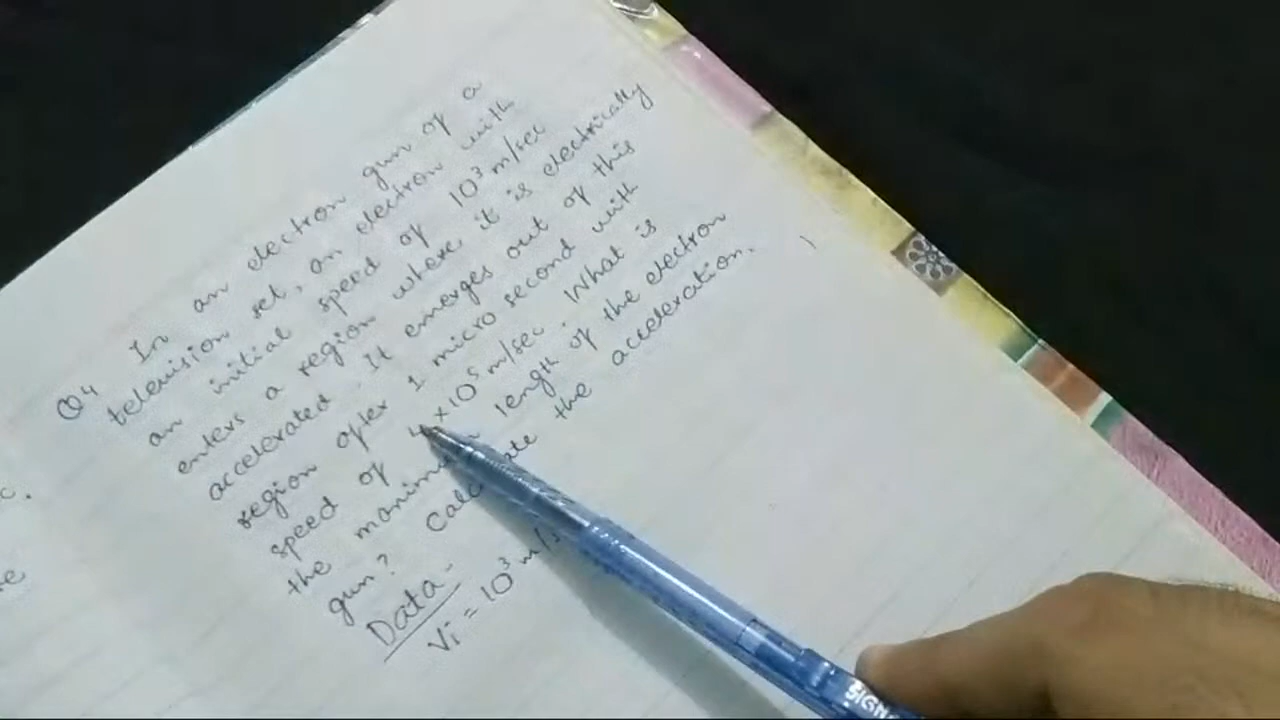 Q4 In an electron gun of a
television set, an electron with
an initial speed of 10³ m/sec
enters a region where it is electrically
accelerated. It emerges out of this
region after 1 micro second with
speed of 4 × 10⁵ m/sec. What is
the length of the electron
gun? the acceleration.
Data -
Vi = 10³ m/s
c.
SIGN